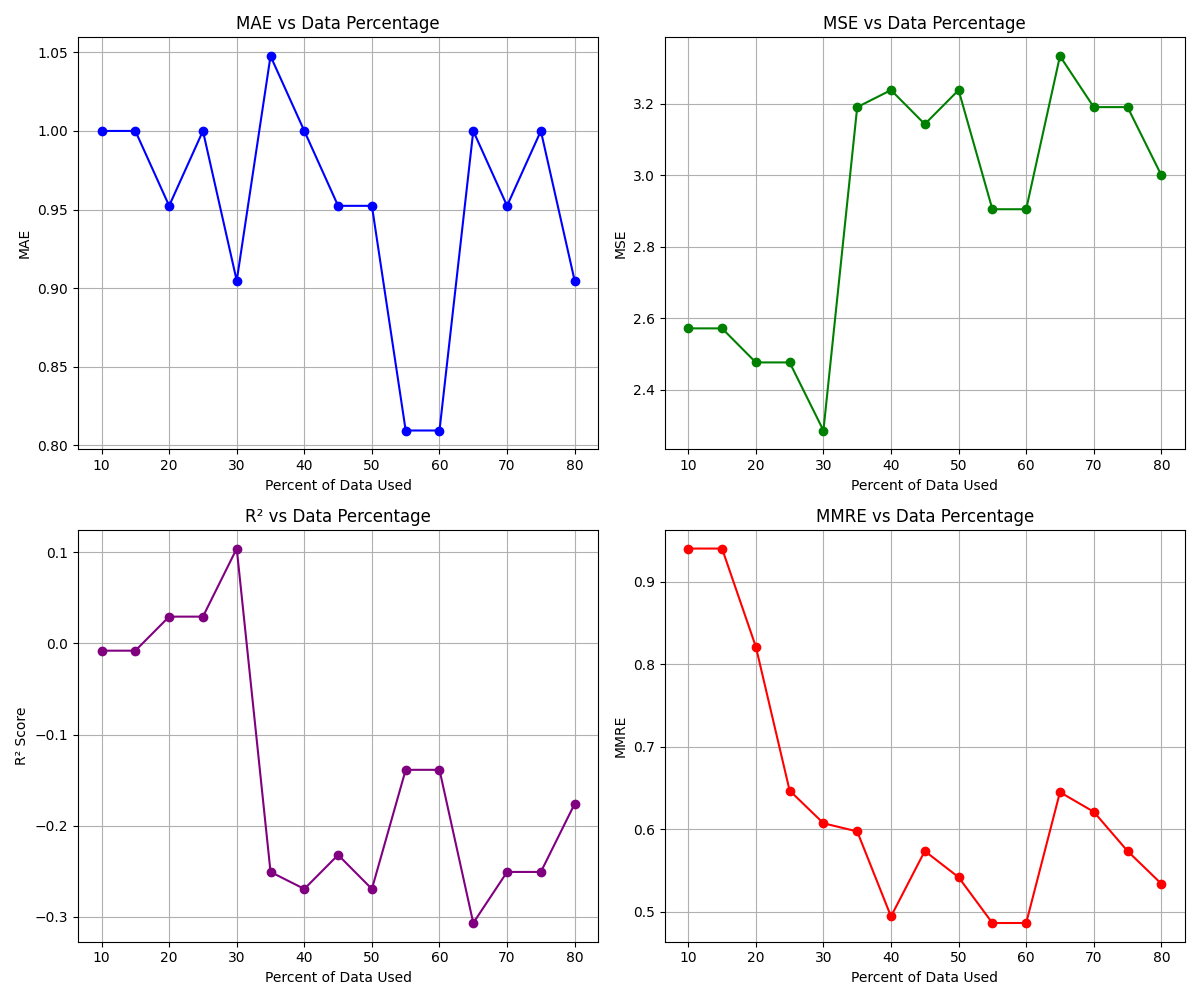 MAE vs Data Percentage
1.05
1.00
0.95
0.90
0.85
0.80
MAE
10 20 30 40 50 60 70 80
Percent of Data Used
MSE vs Data Percentage
3.2
3.0
2.8
2.6
2.4
MSE
10 20 30 40 50 60 70 80
Percent of Data Used
R² vs Data Percentage
0.1
0.0
−0.1
−0.2
−0.3
R² Score
10 20 30 40 50 60 70 80
Percent of Data Used
MMRE vs Data Percentage
0.9
0.8
0.7
0.6
0.5
MMRE
10 20 30 40 50 60 70 80
Percent of Data Used